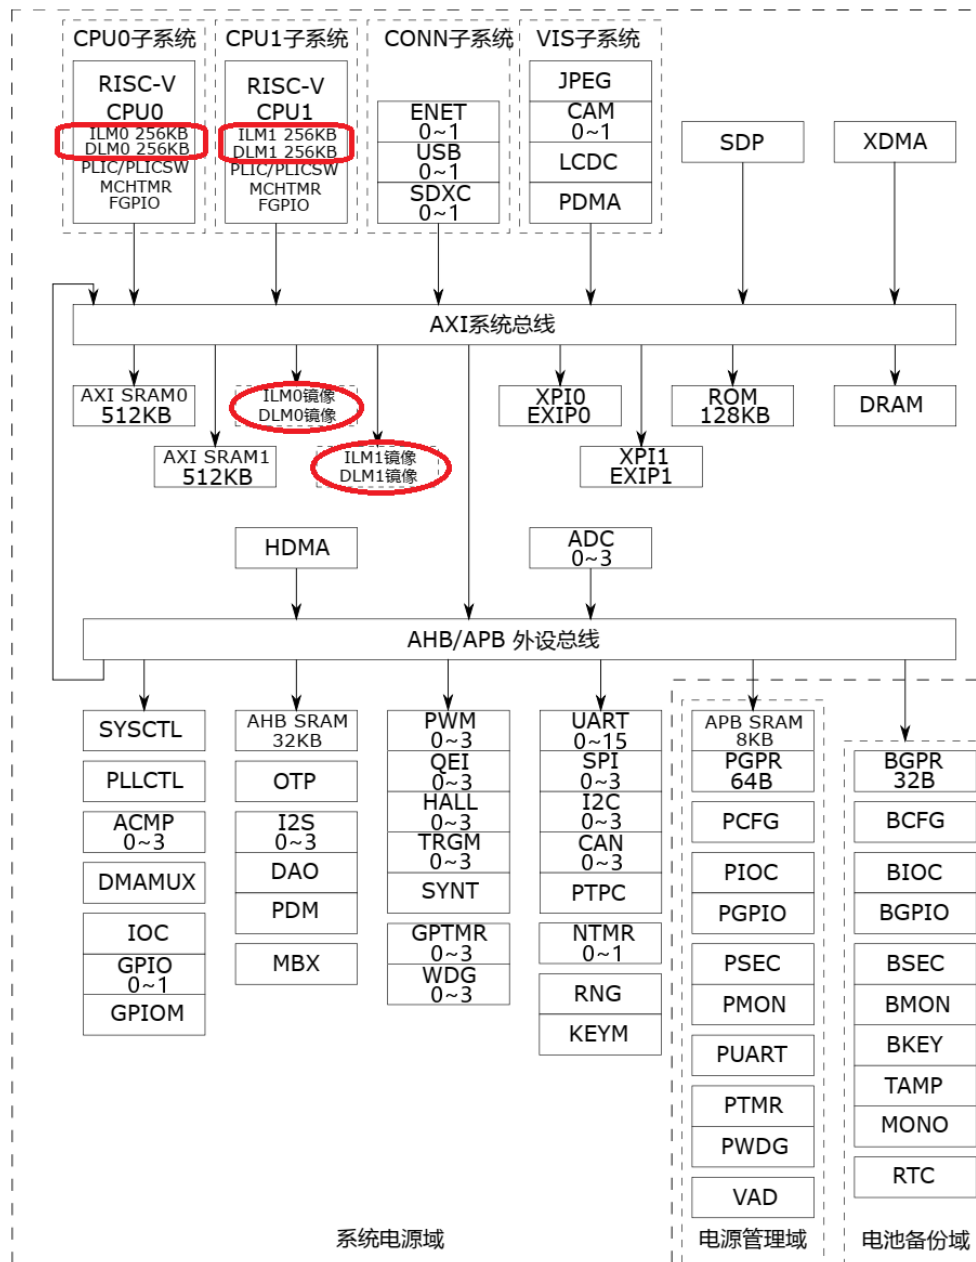 CPU0子系统
RISC-V
CPU0
ILM0 256KB
DLM0 256KB
PLIC/PLICSW
MCHTMR
FGPIO
CPU1子系统
RISC-V
CPU1
ILM1 256KB
DLM1 256KB
PLIC/PLICSW
MCHTMR
FGPIO
CONN子系统
ENET
0~1
USB
0~1
SDXC
0~1
VIS子系统
JPEG
CAM
0~1
LCDC
PDMA
SDP
XDMA
AXI系统总线
AXI SRAM0
512KB
AXI SRAM1
512KB
ILM0镜像
DLM0镜像
ILM1镜像
DLM1镜像
XPI0
EXIP0
XPI1
EXIP1
ROM
128KB
DRAM
HDMA
ADC
0~3
AHB/APB 外设总线
SYSCTL
PLLCTL
ACMP
0~3
DMAMUX
IOC
GPIO
0~1
GPIOM
AHB SRAM
32KB
OTP
I2S
0~3
DAO
PDM
MBX
PWM
0~3
QEI
0~3
HALL
0~3
TRGM
0~3
SYNT
GPTMR
0~3
WDG
0~3
UART
0~15
SPI
0~3
I2C
0~3
CAN
0~3
PTPC
NTMR
0~1
RNG
KEYM
APB SRAM
8KB
PGPR
64B
PCFG
PIOC
PGPIO
PSEC
PMON
PUART
PTMR
PWDG
VAD
BGPR
32B
BCFG
BIOC
BGPIO
BSEC
BMON
BKEY
TAMP
MONO
RTC
系统电源域
电源管理域
电池备份域